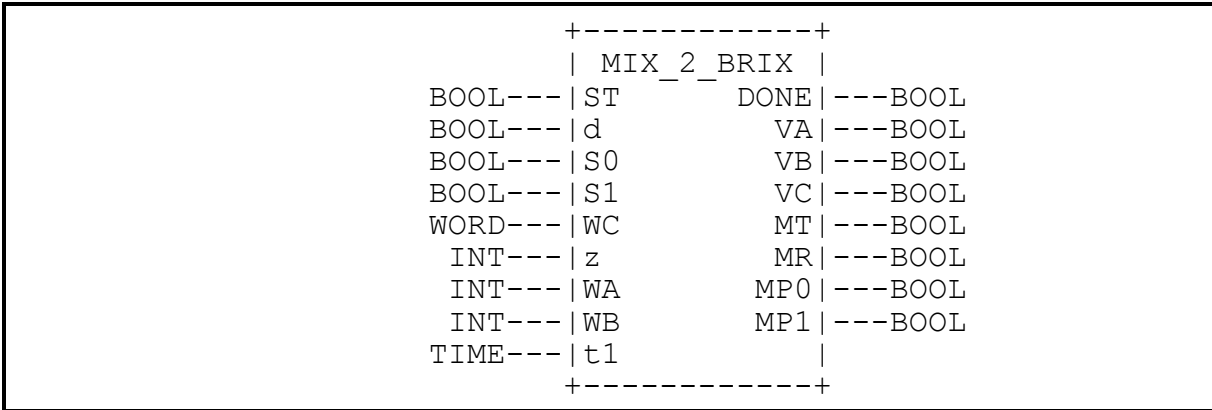 +------------+
| MIX_2_BRIX |
BOOL---|ST DONE|---BOOL
BOOL---|d VA|---BOOL
BOOL---|S0 VB|---BOOL
BOOL---|S1 VC|---BOOL
WORD---|WC MT|---BOOL
INT---|z MR|---BOOL
INT---|WA MP0|---BOOL
INT---|WB MP1|---BOOL
TIME---|t1 |
+------------+